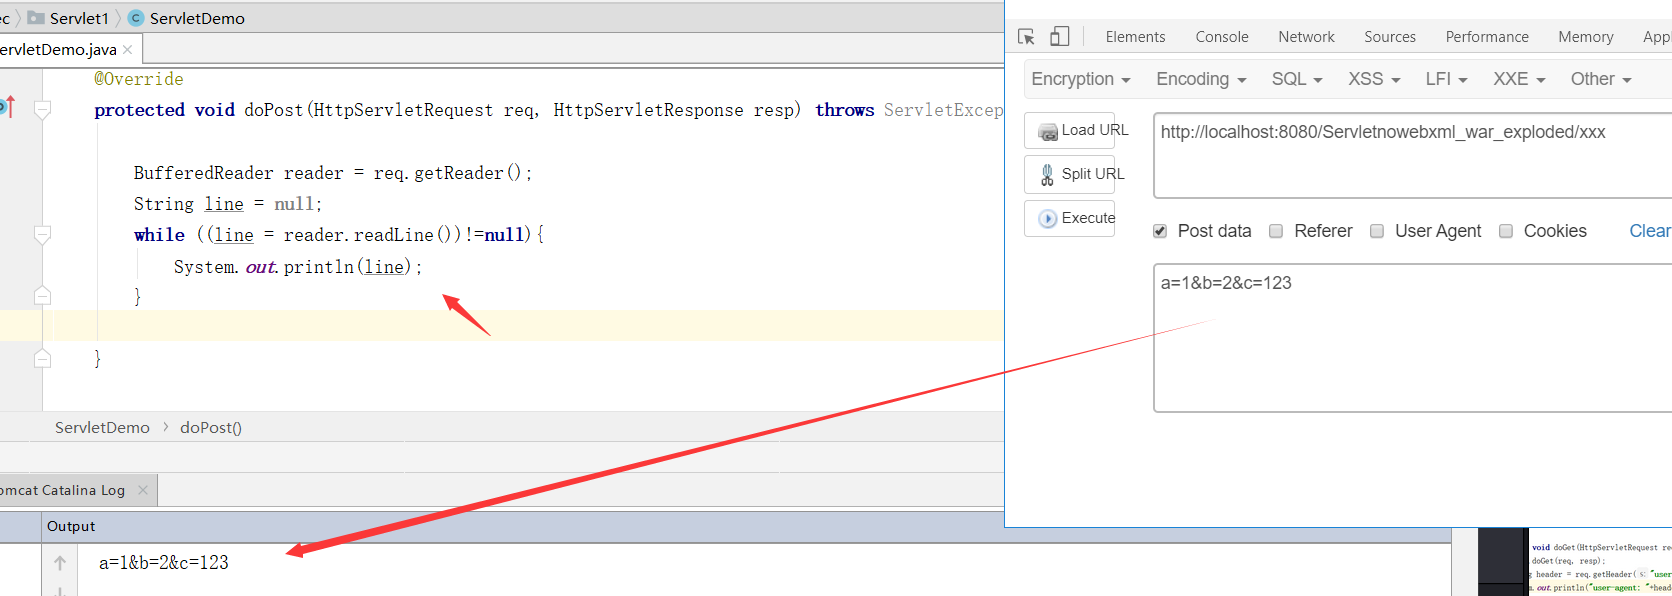 ec Servlet1 ServletDemo
ervletDemo.java
@Override
protected void doPost(HttpServletRequest req, HttpServletResponse resp) throws ServletExcep
BufferedReader reader = req.getReader();
String line = null;
while ((line = reader.readLine())!=null){
System.out.println(line);
}
}
ServletDemo doPost()
omcat Catalina Log
Output
a=1&b=2&c=123
Elements Console Network Sources Performance Memory Appl
Encryption Encoding SQL XSS LFI XXE Other
Load URL
Split URL
Execute
http://localhost:8080/Servletnowebxml_war_exploded/xxx
Post data Referer User Agent Cookies Clear
a=1&b=2&c=123
void doGet(HttpServletRequest re
.doGet(req, resp);
g header = req.getHeader( s: "user
m.out.println("user-agent: "+head